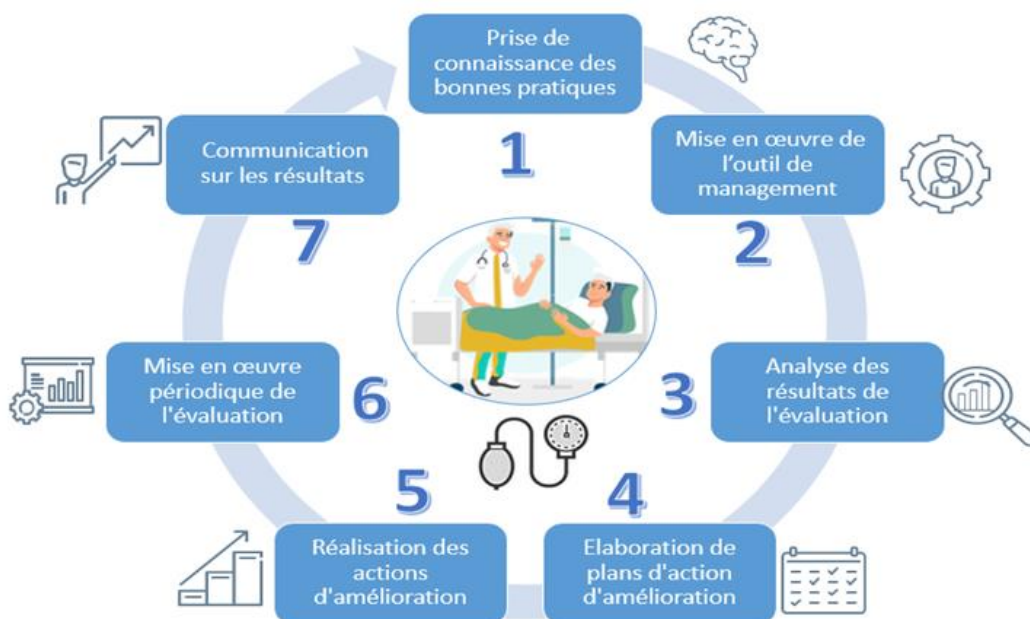 Prise de
connaissance des
bonnes pratiques
1
Mise en œuvre de
l’outil de
management
2
Analyse des
résultats de
l'évaluation
3
Elaboration de
plans d'action
d'amélioration
4
Réalisation des
actions
d'amélioration
5
Mise en œuvre
périodique de
l'évaluation
6
Communication
sur les résultats
7